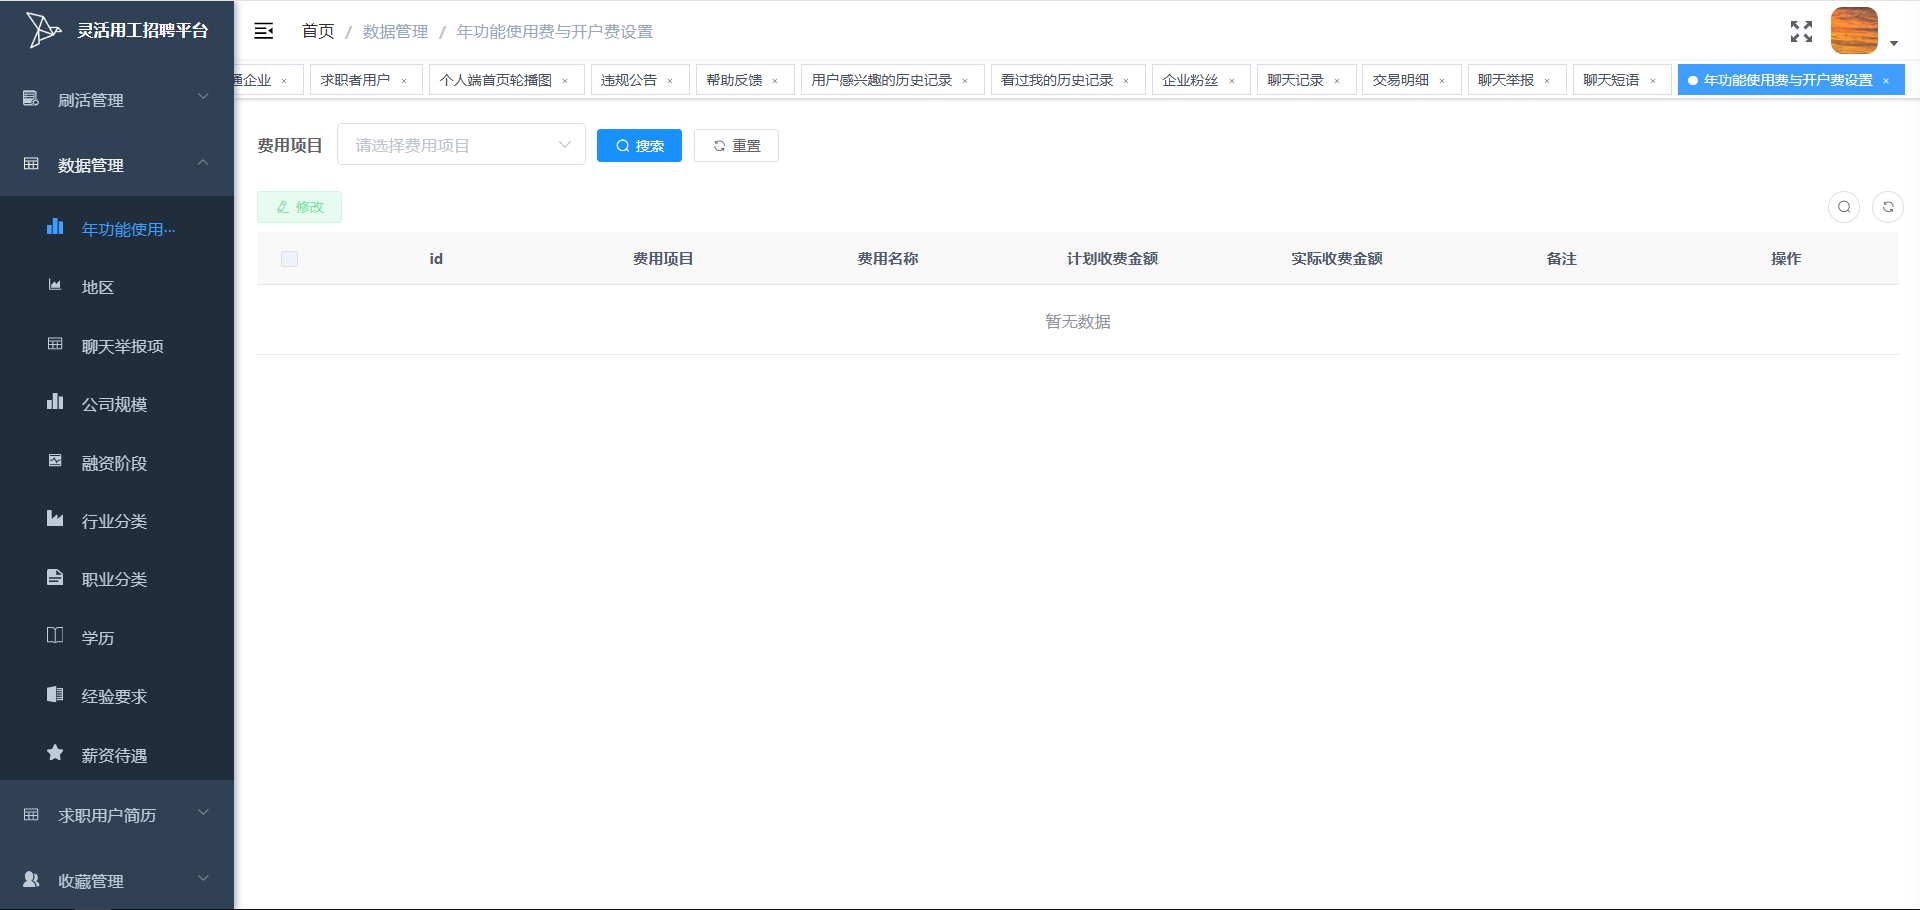 灵活用工招聘平台
首页 / 数据管理 / 年功能使用费与开户费设置
通企业 × 求职者用户 × 个人端首页轮播图 × 违规公告 × 帮助反馈 × 用户感兴趣的历史记录 × 看过我的历史记录 × 企业粉丝 × 聊天记录 × 交易明细 × 聊天举报 × 聊天短语 × 年功能使用费与开户费设置 ×
刷活管理
数据管理
年功能使用...
地区
聊天举报项
公司规模
融资阶段
行业分类
职业分类
学历
经验要求
薪资待遇
求职用户简历
收藏管理
费用项目 请选择费用项目 搜索 重置
修改
id 费用项目 费用名称 计划收费金额 实际收费金额 备注 操作
暂无数据